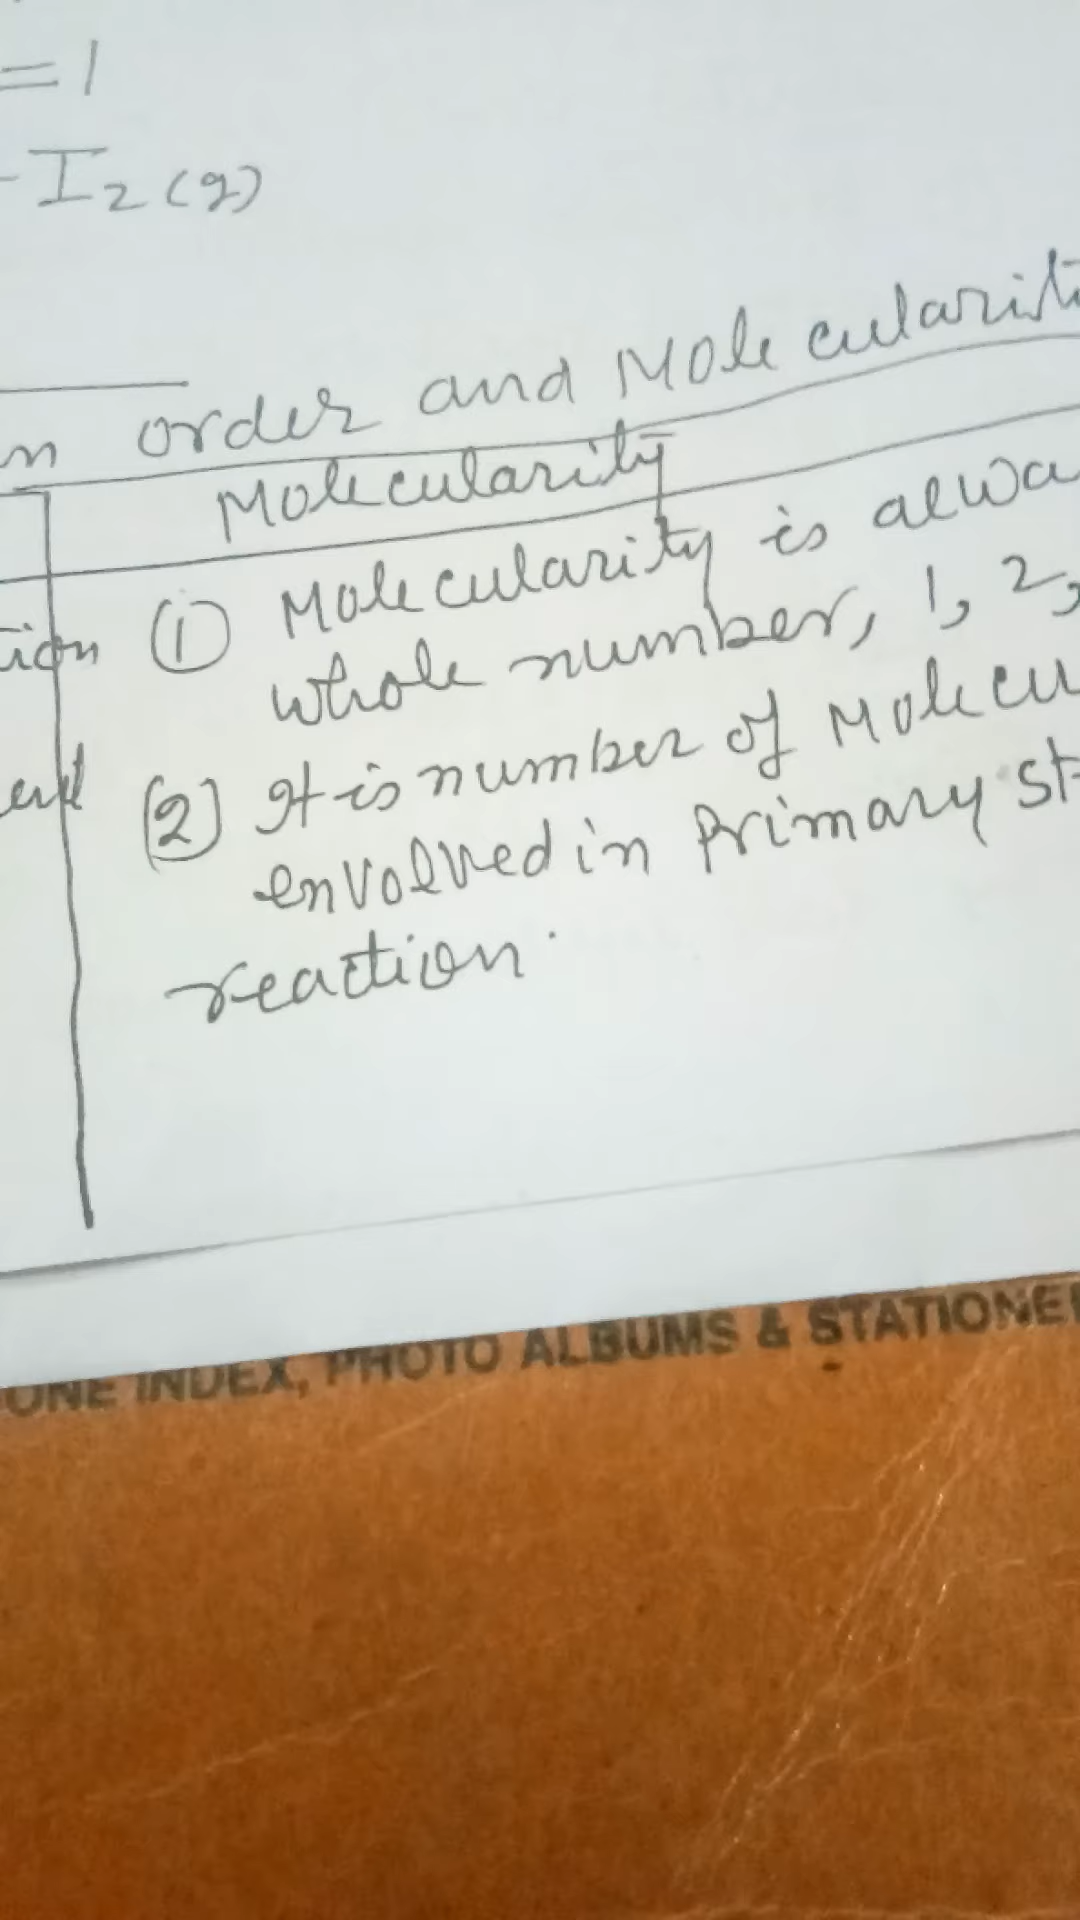 =1
-I2(g)
order and Molecularit
Molecularity
① Molecularity is alwa
whole number, 1, 2,
② It is number of Molecu
envolved in Primary st
reaction.
ONE INDEX, PHOTO ALBUMS & STATIONE